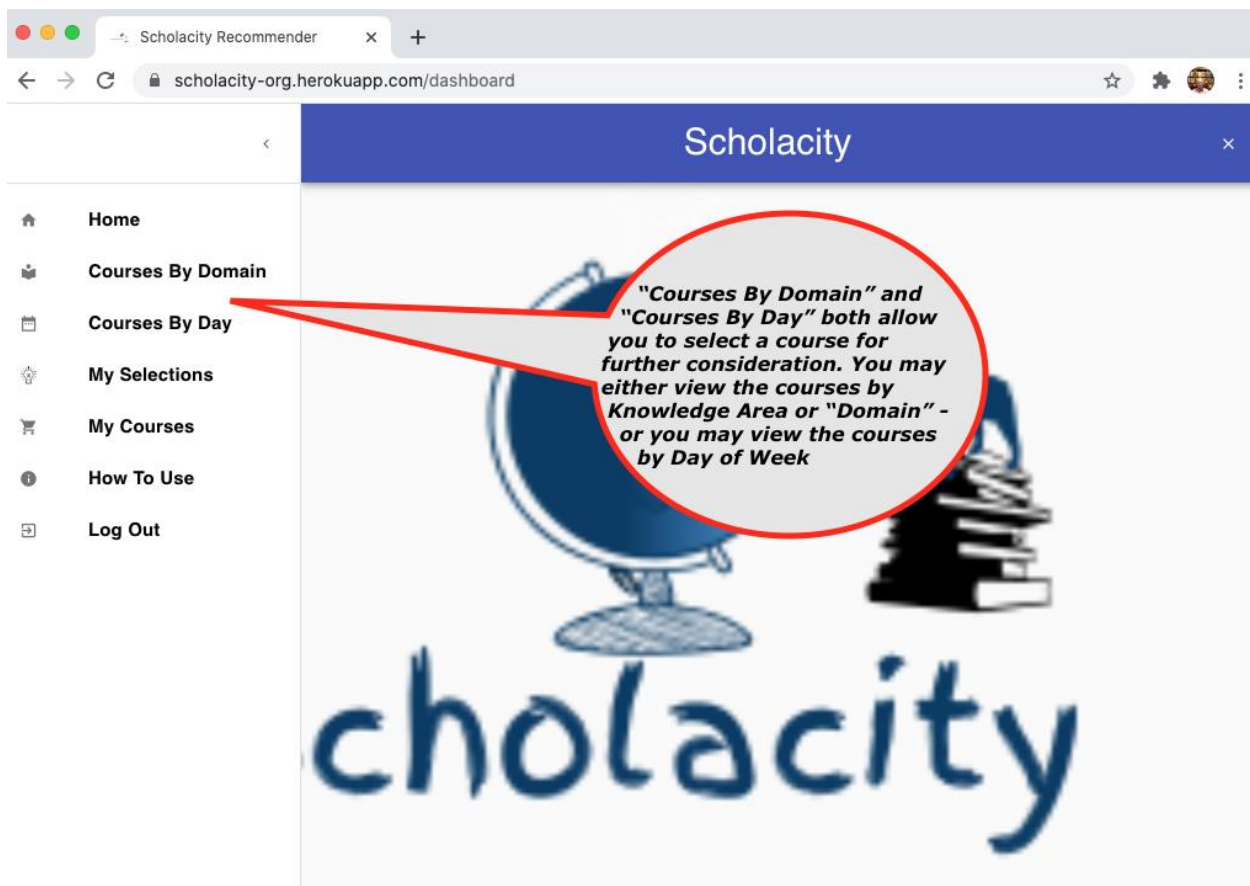 Scholacity Recommender
scholacity-org.herokuapp.com/dashboard
Scholacity
Home
Courses By Domain
Courses By Day
My Selections
My Courses
How To Use
Log Out
“Courses By Domain” and
“Courses By Day” both allow
you to select a course for
further consideration. You may
either view the courses by
Knowledge Area or “Domain” -
or you may view the courses
by Day of Week
cholacity